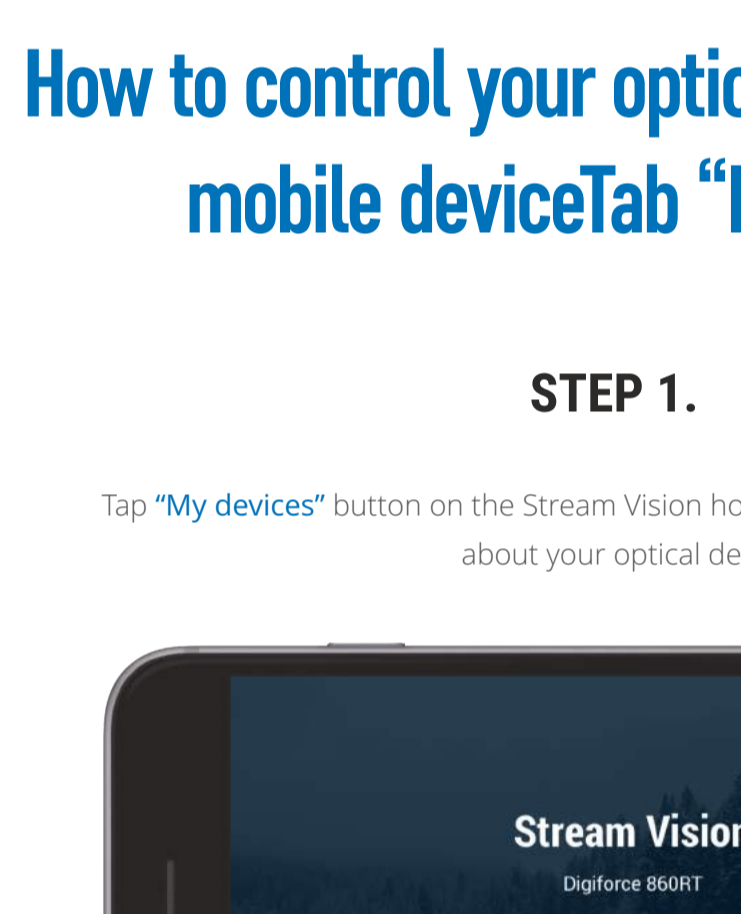 How to control your optic
mobile deviceTab “
STEP 1.
Tap “My devices” button on the Stream Vision ho
about your optical de
Stream Vision
Digiforce 860RT